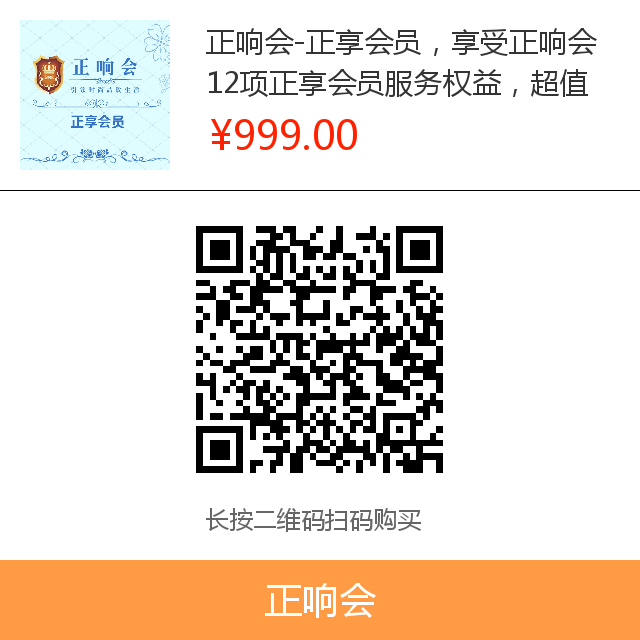 正响会-正享会员，享受正响会
12项正享会员服务权益，超值
¥999.00
正响会
正享会员
长按二维码扫码购买
正响会